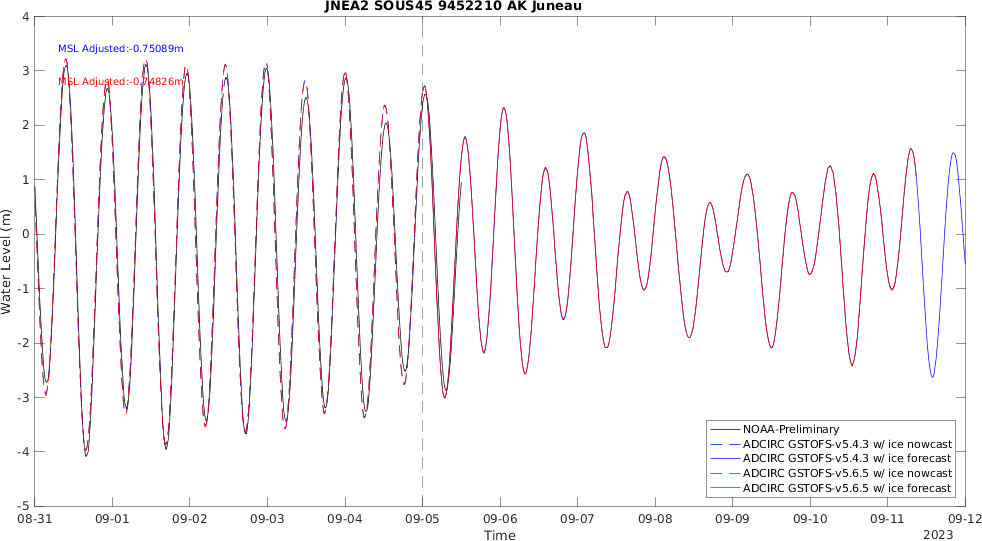 JNEA2 SOUS45 9452210 AK Juneau
4
MSL Adjusted:-0.75089m
3
MSL Adjusted:-0.74826m
2
1
0
-1
-2
-3
-4
-5
Water Level (m)
NOAA-Preliminary
ADCIRC GSTOFS-v5.4.3 w/ ice nowcast
ADCIRC GSTOFS-v5.4.3 w/ ice forecast
ADCIRC GSTOFS-v5.6.5 w/ ice nowcast
ADCIRC GSTOFS-v5.6.5 w/ ice forecast
08-31 09-01 09-02 09-03 09-04 09-05 09-06 09-07 09-08 09-09 09-10 09-11 09-12
Time
2023